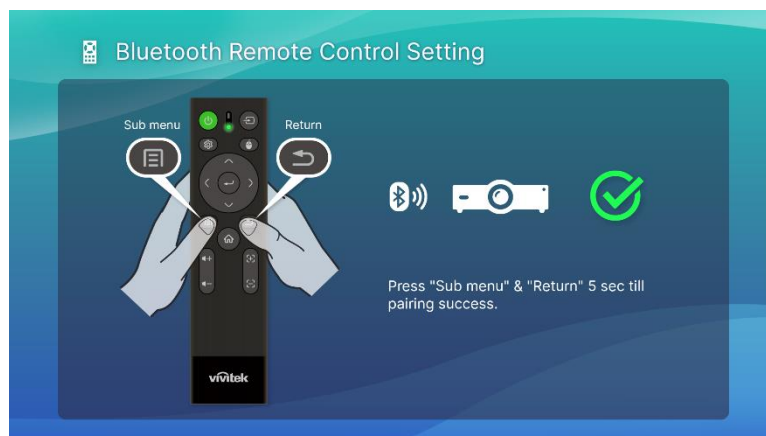 Bluetooth Remote Control Setting
Sub menu
Return
Press "Sub menu" & "Return" 5 sec till
pairing success.
vivitek